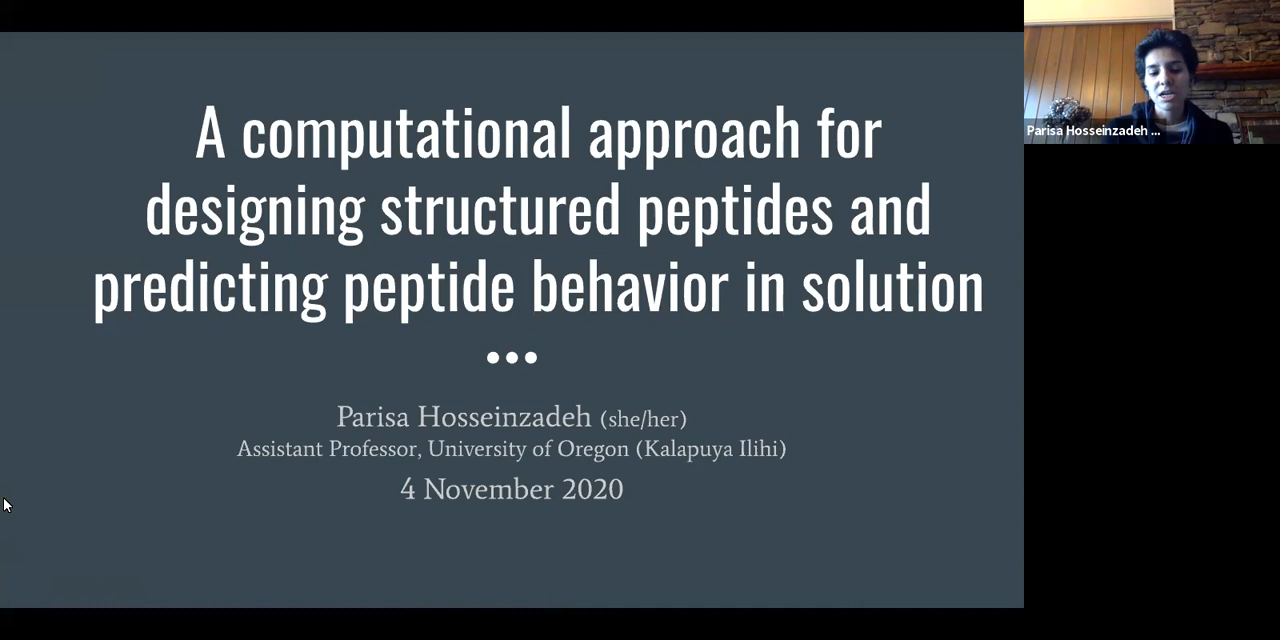 A computational approach for
designing structured peptides and
predicting peptide behavior in solution
Parisa Hosseinzadeh (she/her)
Assistant Professor, University of Oregon (Kalapuya Ilihi)
4 November 2020
Parisa Hosseinzadeh ...